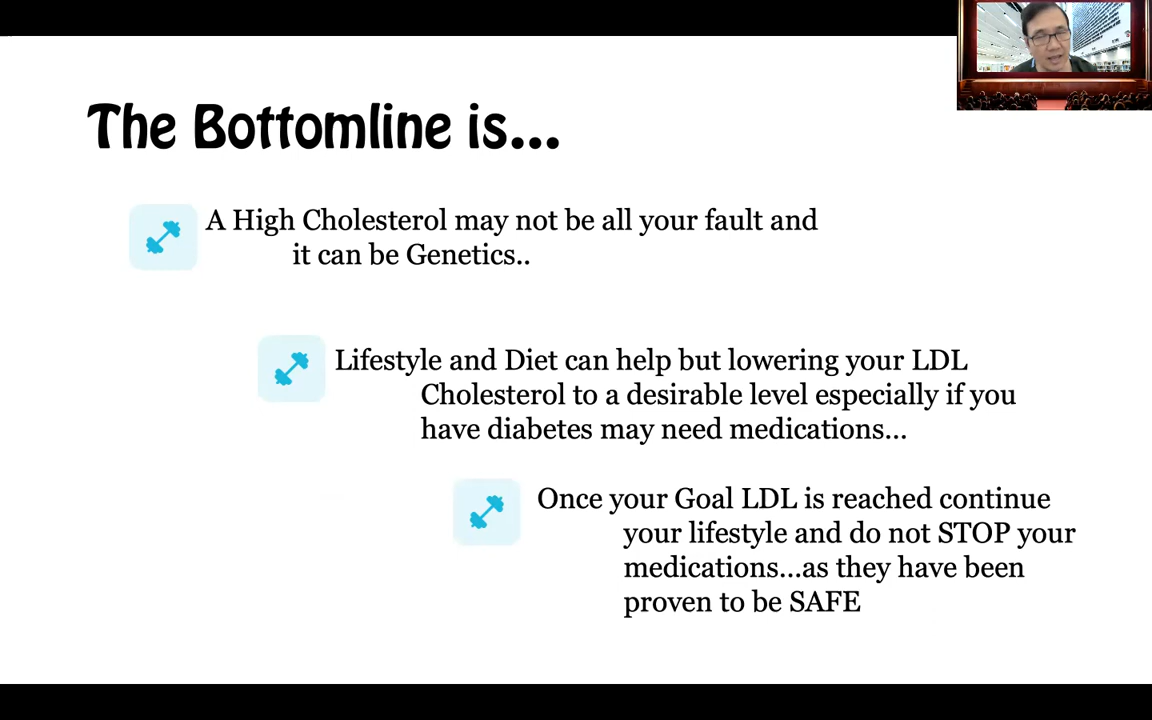 The Bottomline is...
A High Cholesterol may not be all your fault and
it can be Genetics..
Lifestyle and Diet can help but lowering your LDL
Cholesterol to a desirable level especially if you
have diabetes may need medications...
Once your Goal LDL is reached continue
your lifestyle and do not STOP your
medications...as they have been
proven to be SAFE